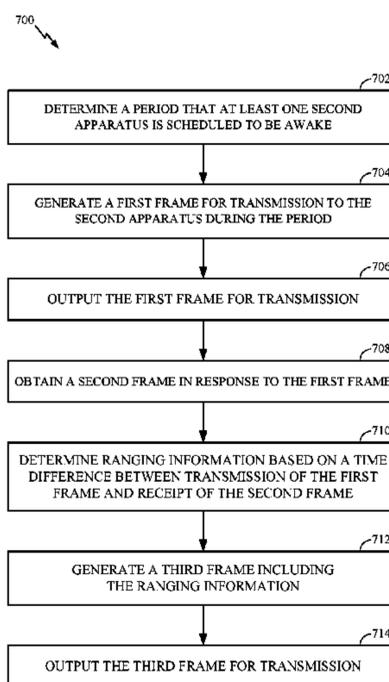 700
702
DETERMINE A PERIOD THAT AT LEAST ONE SECOND
APPARATUS IS SCHEDULED TO BE AWAKE
704
GENERATE A FIRST FRAME FOR TRANSMISSION TO THE
SECOND APPARATUS DURING THE PERIOD
706
OUTPUT THE FIRST FRAME FOR TRANSMISSION
708
OBTAIN A SECOND FRAME IN RESPONSE TO THE FIRST FRAME
710
DETERMINE RANGING INFORMATION BASED ON A TIME
DIFFERENCE BETWEEN TRANSMISSION OF THE FIRST
FRAME AND RECEIPT OF THE SECOND FRAME
712
GENERATE A THIRD FRAME INCLUDING
THE RANGING INFORMATION
714
OUTPUT THE THIRD FRAME FOR TRANSMISSION